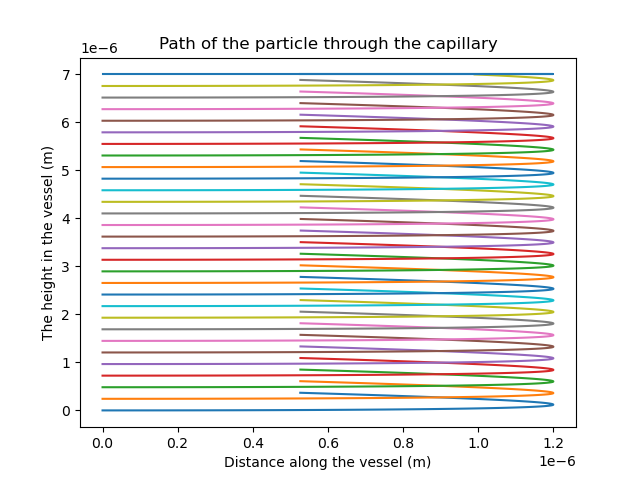 Path of the particle through the capillary
1e−6
7
6
5
4
3
2
1
0
The height in the vessel (m)
0.0 0.2 0.4 0.6 0.8 1.0 1.2
Distance along the vessel (m)
1e−6